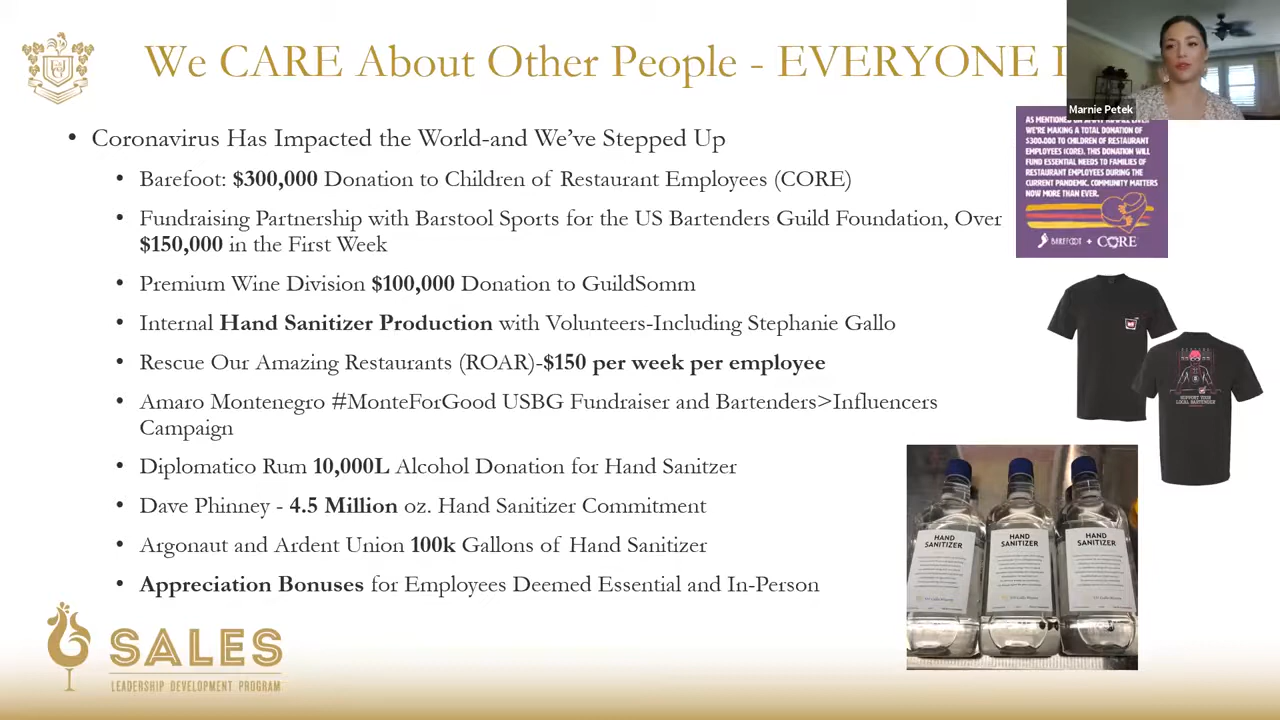 We CARE About Other People - EVERYONE
Marnie Petek
• Coronavirus Has Impacted the World-and We've Stepped Up
• Barefoot: $300,000 Donation to Children of Restaurant Employees (CORE)
• Fundraising Partnership with Barstool Sports for the US Bartenders Guild Foundation, Over
$150,000 in the First Week
• Premium Wine Division $100,000 Donation to GuildSomm
• Internal Hand Sanitizer Production with Volunteers-Including Stephanie Gallo
• Rescue Our Amazing Restaurants (ROAR)-$150 per week per employee
• Amaro Montenegro #MonteForGood USBG Fundraiser and Bartenders>Influencers
Campaign
• Diplomatico Rum 10,000L Alcohol Donation for Hand Sanitzer
• Dave Phinney - 4.5 Million oz. Hand Sanitizer Commitment
• Argonaut and Ardent Union 100k Gallons of Hand Sanitizer
• Appreciation Bonuses for Employees Deemed Essential and In-Person
AS MENTIONED
WE'RE MAKING A TOTAL DONATION OF
$300,000 TO CHILDREN OF RESTAURANT
EMPLOYEES (CORE). THIS DONATION WILL
FUND ESSENTIAL NEEDS TO FAMILIES OF
RESTAURANT EMPLOYEES DURING THE
CURRENT PANDEMIC. COMMUNITY MATTERS
NOW MORE THAN EVER.
BAREFOOT + CORE
SUPPORT YOUR
LOCAL BARTENDER
HAND
SANITIZER
HAND
SANITIZER
HAND
SANITIZER
SALES
LEADERSHIP DEVELOPMENT PROGRAM